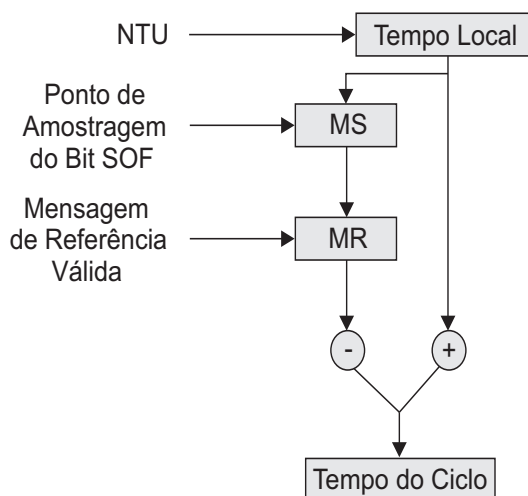 NTU
Tempo Local
Ponto de
Amostragem
do Bit SOF
MS
Mensagem
de Referência
Válida
MR
-
+
Tempo do Ciclo